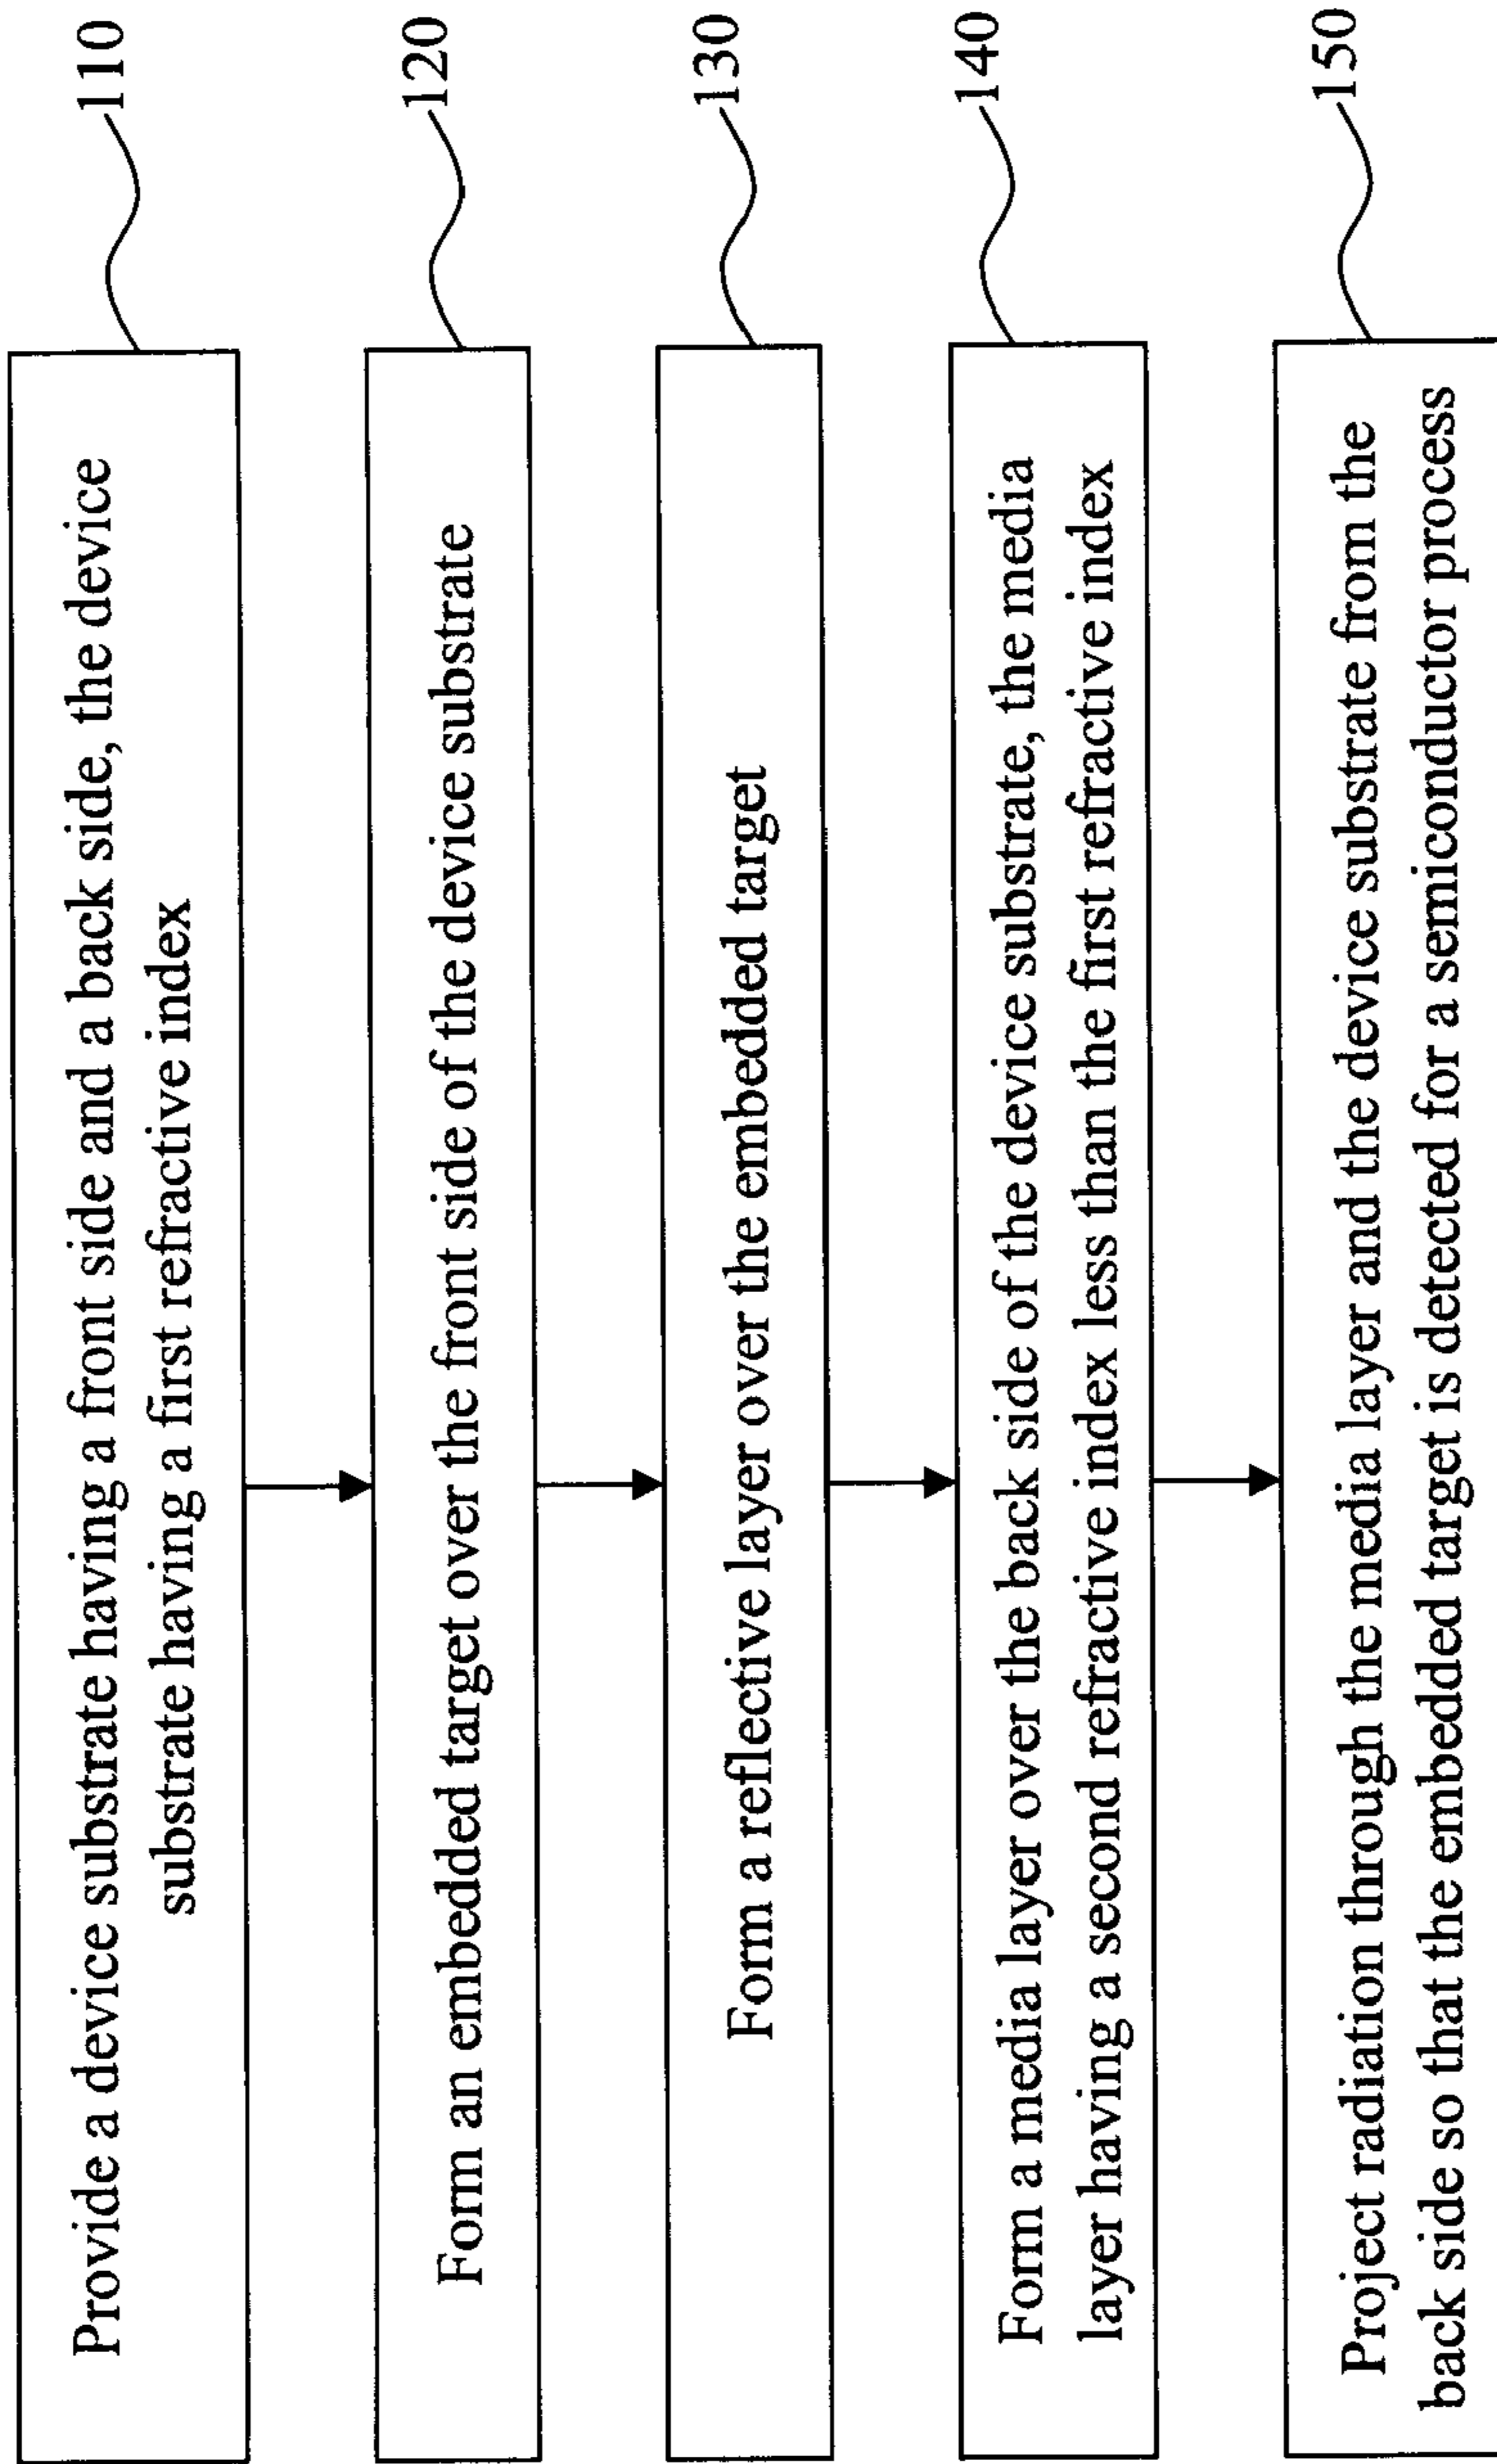 Provide a device substrate having a front side and a back side, the device
substrate having a first refractive index
110
Form an embedded target over the front side of the device substrate
120
Form a reflective layer over the embedded target
130
Form a media layer over the back side of the device substrate, the media
layer having a second refractive index less than the first refractive index
140
Project radiation through the media layer and the device substrate from the
back side so that the embedded target is detected for a semiconductor process
150